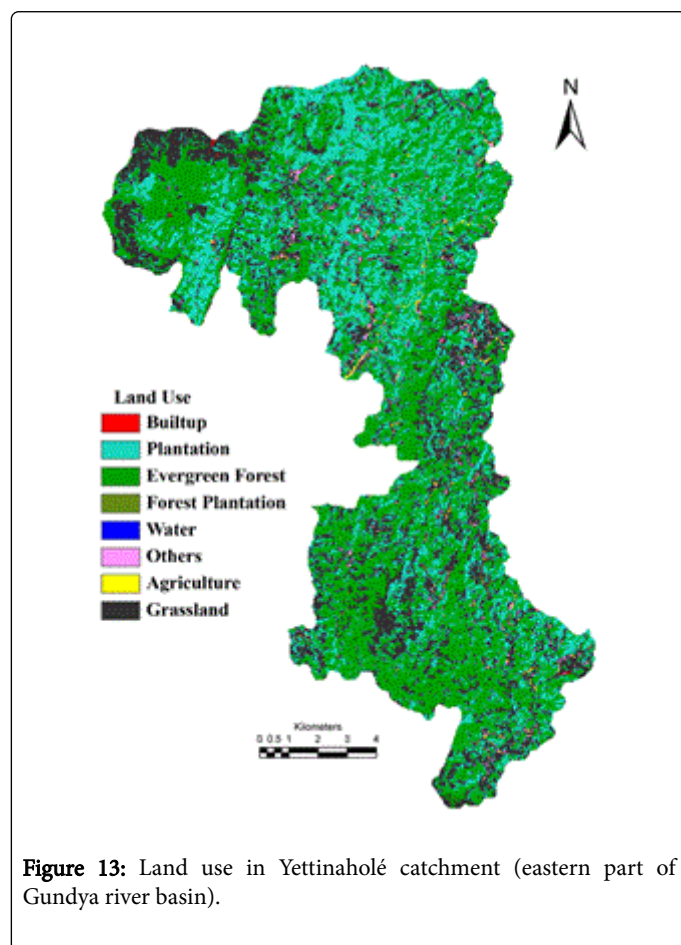 N
Land Use
Builtup
Plantation
Evergreen Forest
Forest Plantation
Water
Others
Agriculture
Grassland
Kilometers
0 0.5 1 2 3 4
Figure 13: Land use in Yettinaholé catchment (eastern part of
Gundya river basin).